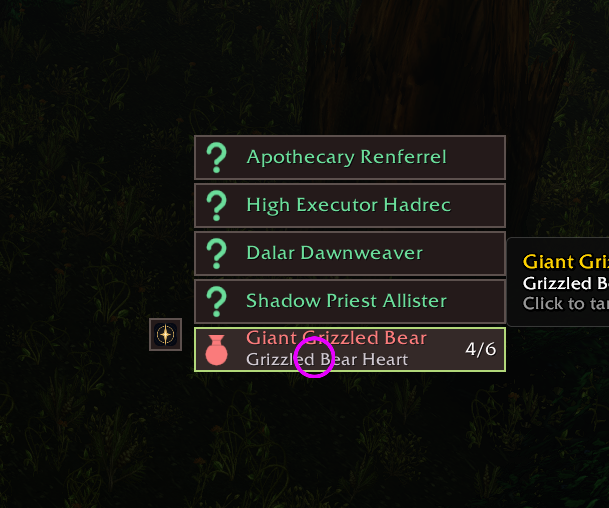 Apothecary Renferrel
High Executor Hadrec
Dalar Dawnweaver
Shadow Priest Allister
Giant Grizzled Bear
Grizzled Bear Heart
4/6
Giant Gri
Grizzled B
Click to ta